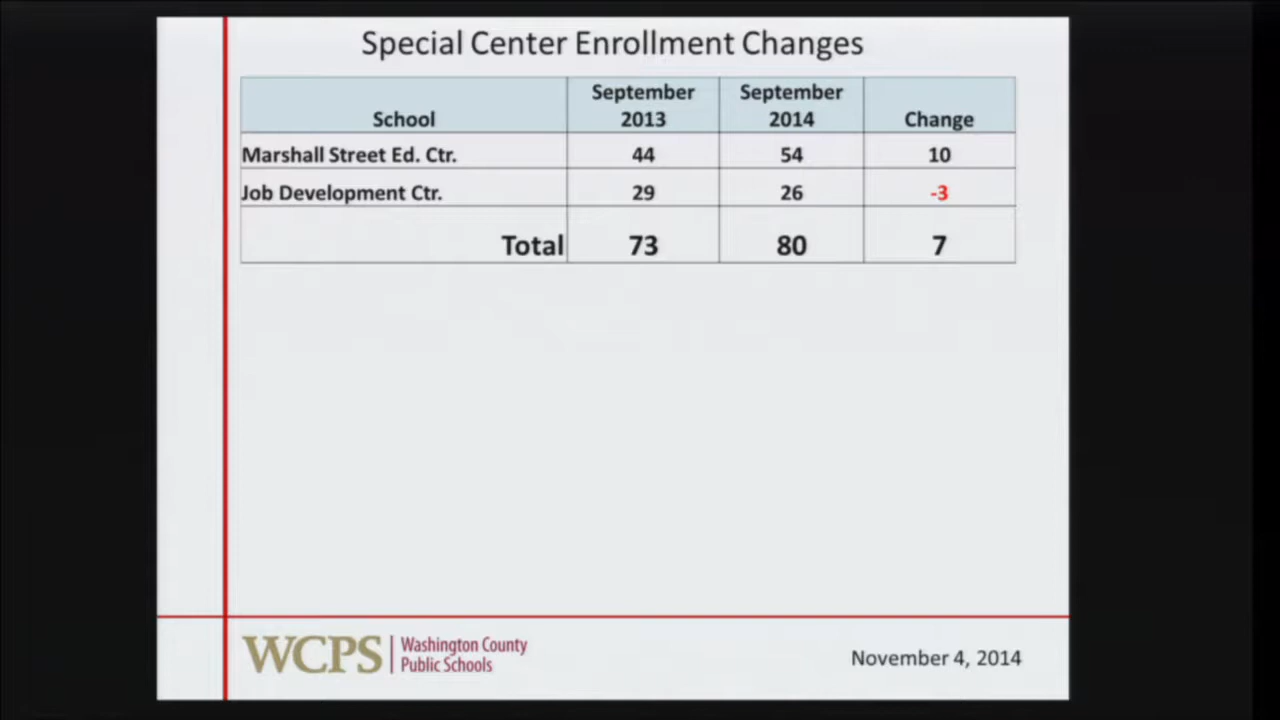 Special Center Enrollment Changes
School September 2013 September 2014 Change
Marshall Street Ed. Ctr. 44 54 10
Job Development Ctr. 29 26 -3
Total 73 80 7
WCPS Washington County Public Schools
November 4, 2014